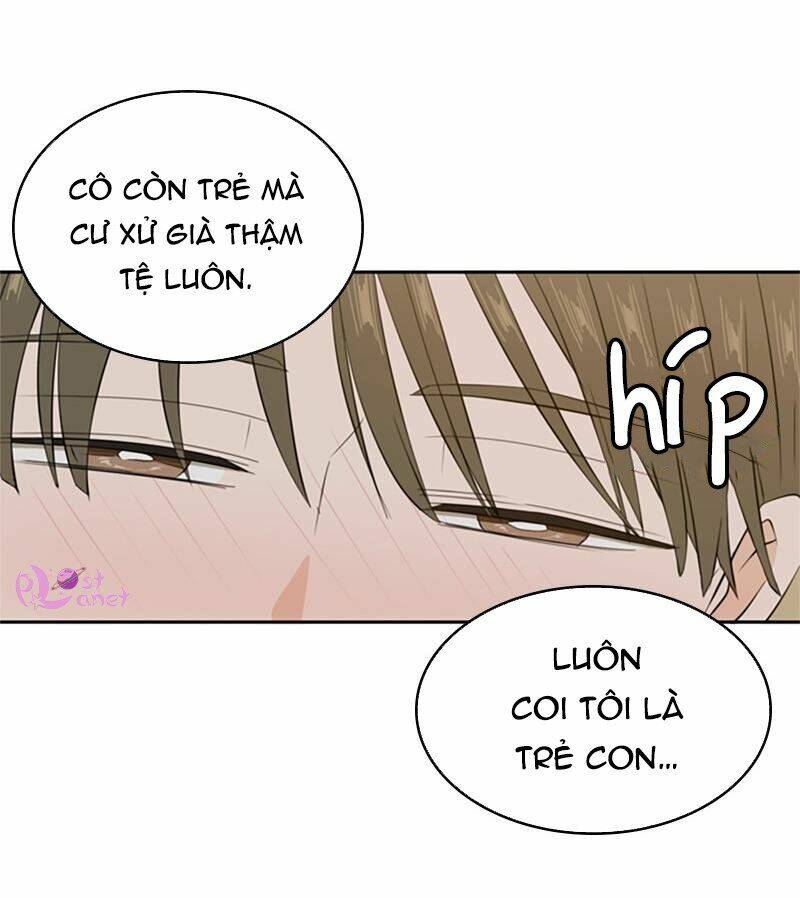 CÔ CÒN TRẺ MÀ
CƯ XỬ GIÀ THẬM
TỆ LUÔN.
híp
Lost
Planet
LUÔN
COI TÔI LÀ
TRẺ CON...